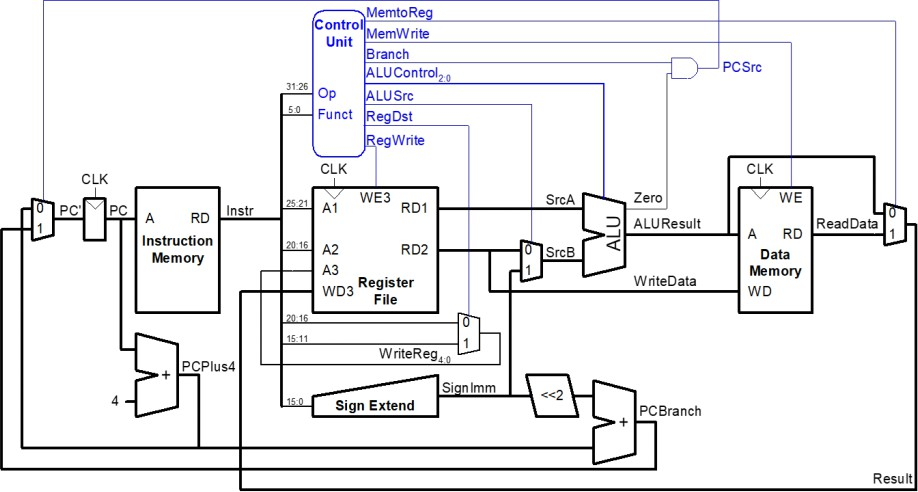 MemtoReg
Control
Unit
MemWrite
Branch
PCSrc
ALUControl2:0
31:26
Op
ALUSrc
5:0
Funct
RegDst
RegWrite
CLK
CLK
CLK
WE3
WE
0
1
PC'
PC
A
RD
Instr
Instruction
Memory
25:21
A1
RD1
SrcA
Zero
20:16
A2
RD2
0
1
SrcB
ALU
ALUResult
A
RD
ReadData
0
1
Data
Memory
A3
Register
File
WD3
WriteData
WD
20:16
0
15:11
1
WriteReg4:0
PCPlus4
+
4
SignImm
15:0
Sign Extend
<<2
+
PCBranch
Result